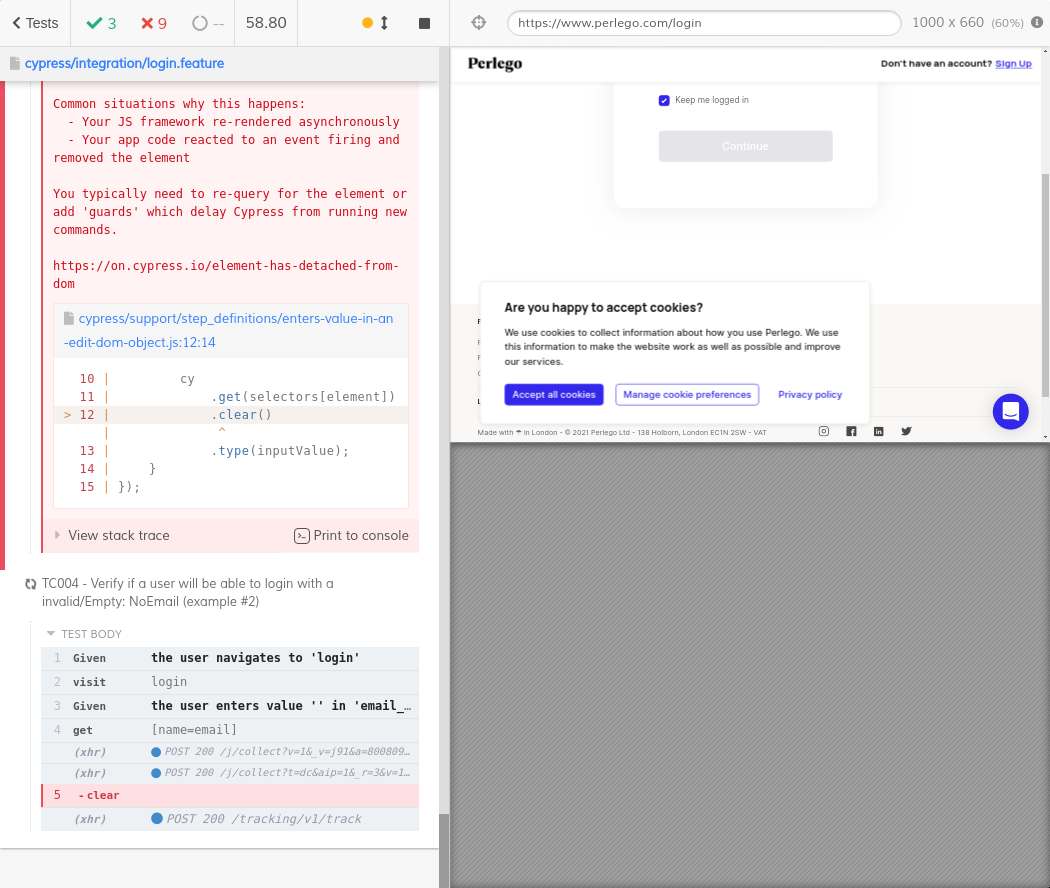 Tests
3
9
--
58.80
https://www.perlego.com/login
1000 x 660 (60%)
cypress/integration/login.feature
Common situations why this happens:
- Your JS framework re-rendered asynchronously
- Your app code reacted to an event firing and
removed the element
You typically need to re-query for the element or
add 'guards' which delay Cypress from running new
commands.
https://on.cypress.io/element-has-detached-from-
dom
cypress/support/step_definitions/enters-value-in-an
-edit-dom-object.js:12:14
10 | cy
11 | .get(selectors[element])
> 12 | .clear()
| ^
13 | .type(inputValue);
14 | }
15 | });
View stack trace
Print to console
TC004 - Verify if a user will be able to login with a
invalid/Empty: NoEmail (example #2)
TEST BODY
1 Given the user navigates to 'login'
2 visit login
3 Given the user enters value '' in 'email_…
4 get [name=email]
(xhr) POST 200 /j/collect?v=1&_v=j91&a=800809…
(xhr) POST 200 /j/collect?t=dc&aip=1&_r=3&v=1…
5 -clear
(xhr) POST 200 /tracking/v1/track
Perlego
Don't have an account? Sign Up
Keep me logged in
Continue
Are you happy to accept cookies?
We use cookies to collect information about how you use Perlego. We use
this information to make the website work as well as possible and improve
our services.
Accept all cookies
Manage cookie preferences
Privacy policy
Made with ☂ in London - © 2021 Perlego Ltd - 138 Holborn, London EC1N 2SW - VAT